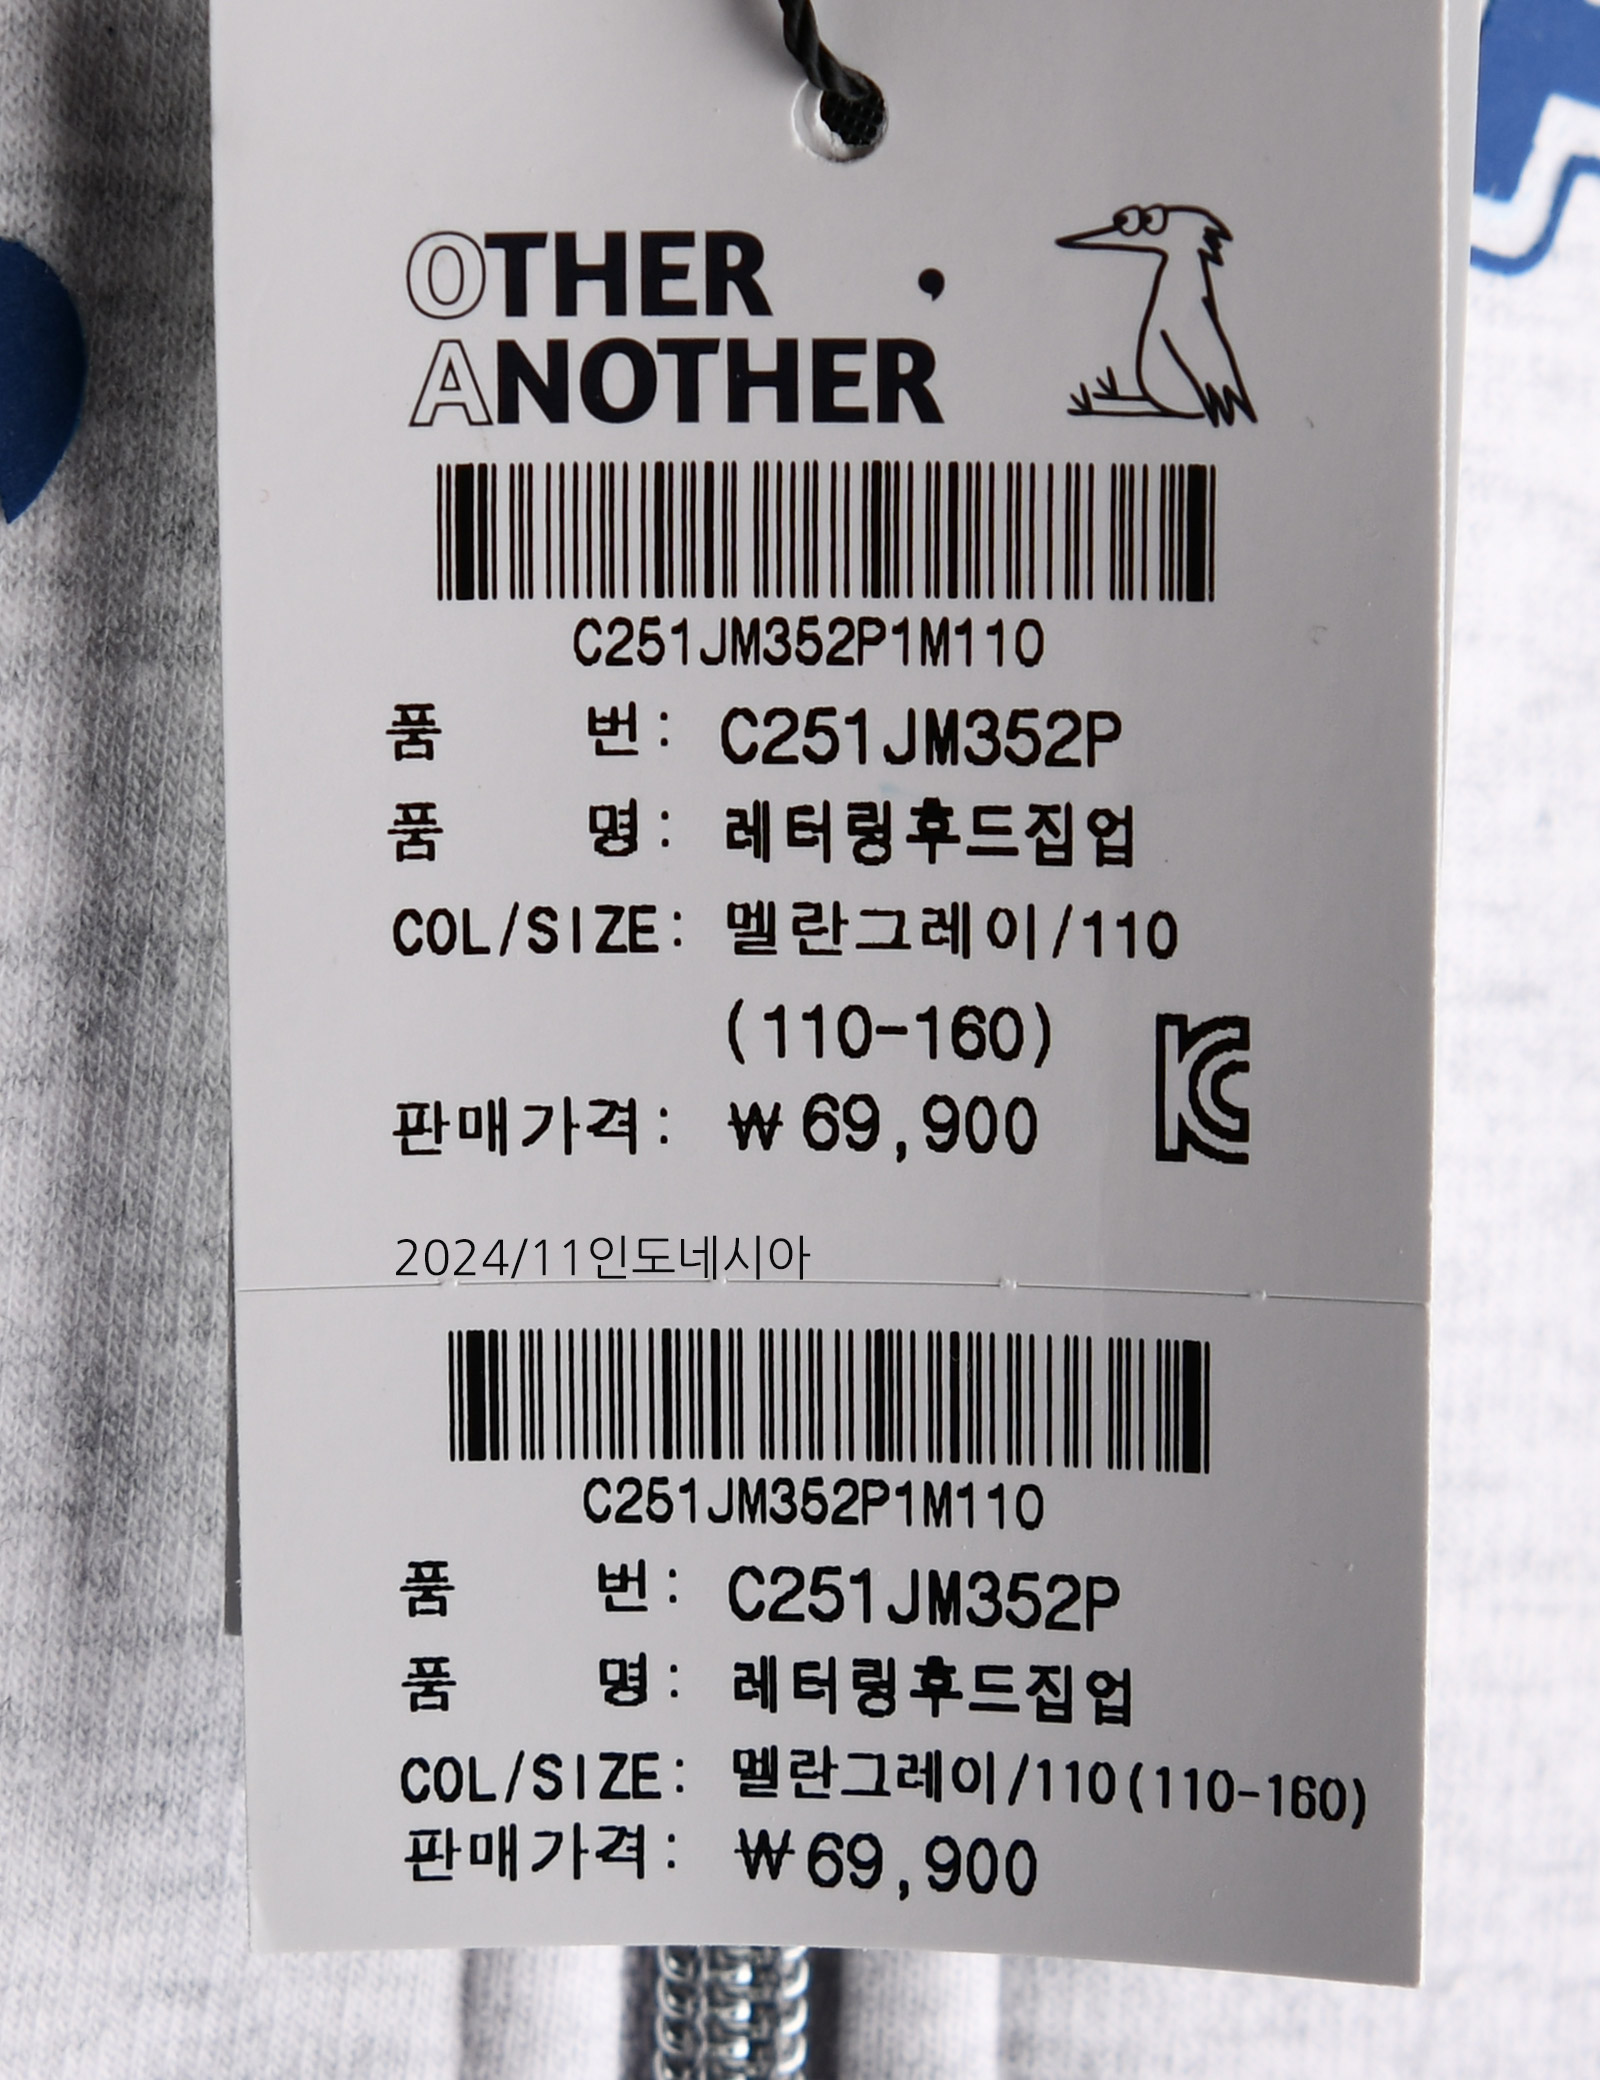 OTHER
ANOTHER
C251JM352P1M110
품 번: C251JM352P
품 명: 레터링후드집업
COL/SIZE: 멜란그레이/110
(110-160)
판매가격: ₩69,900
2024/11인도네시아
C251JM352P1M110
품 번: C251JM352P
품 명: 레터링후드집업
COL/SIZE: 멜란그레이/110(110-160)
판매가격: ₩69,900